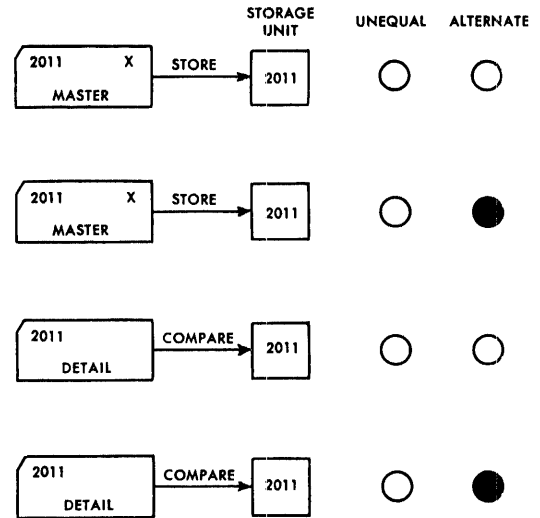 STORAGE UNIT UNEQUAL ALTERNATE
2011 X STORE 2011
MASTER
2011 X STORE 2011
MASTER
2011 COMPARE 2011
DETAIL
2011 COMPARE 2011
DETAIL